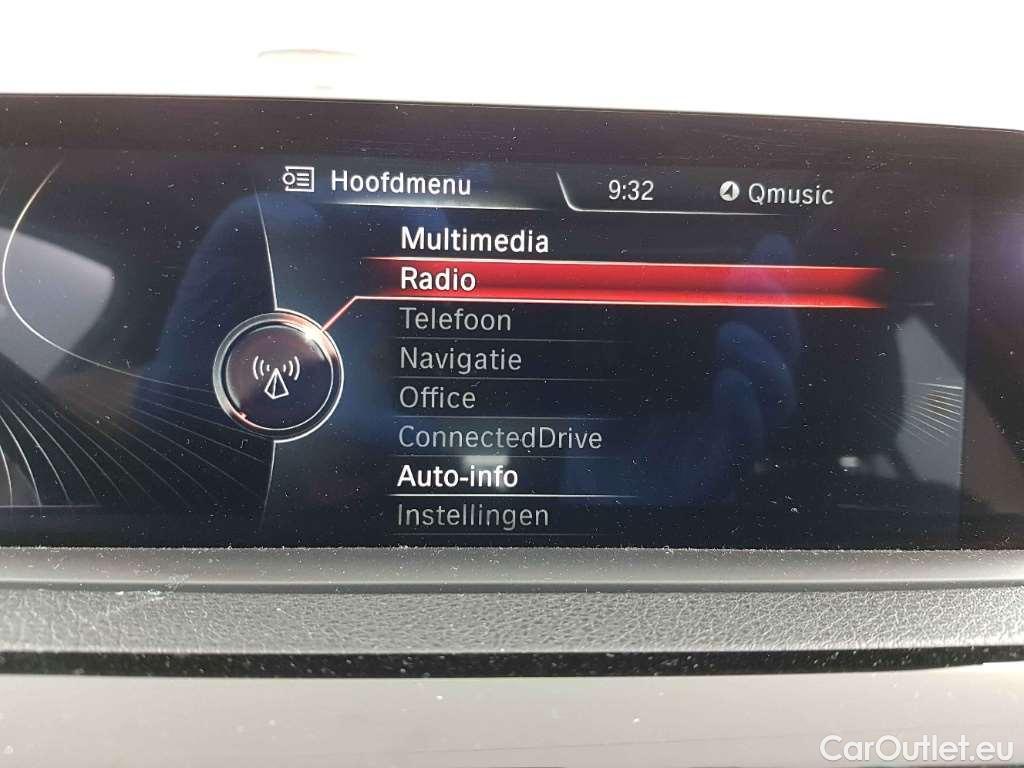 Hoofdmenu 9:32 Qmusic
Multimedia
Radio
Telefoon
Navigatie
Office
ConnectedDrive
Auto-info
Instellingen
CarOutlet.eu